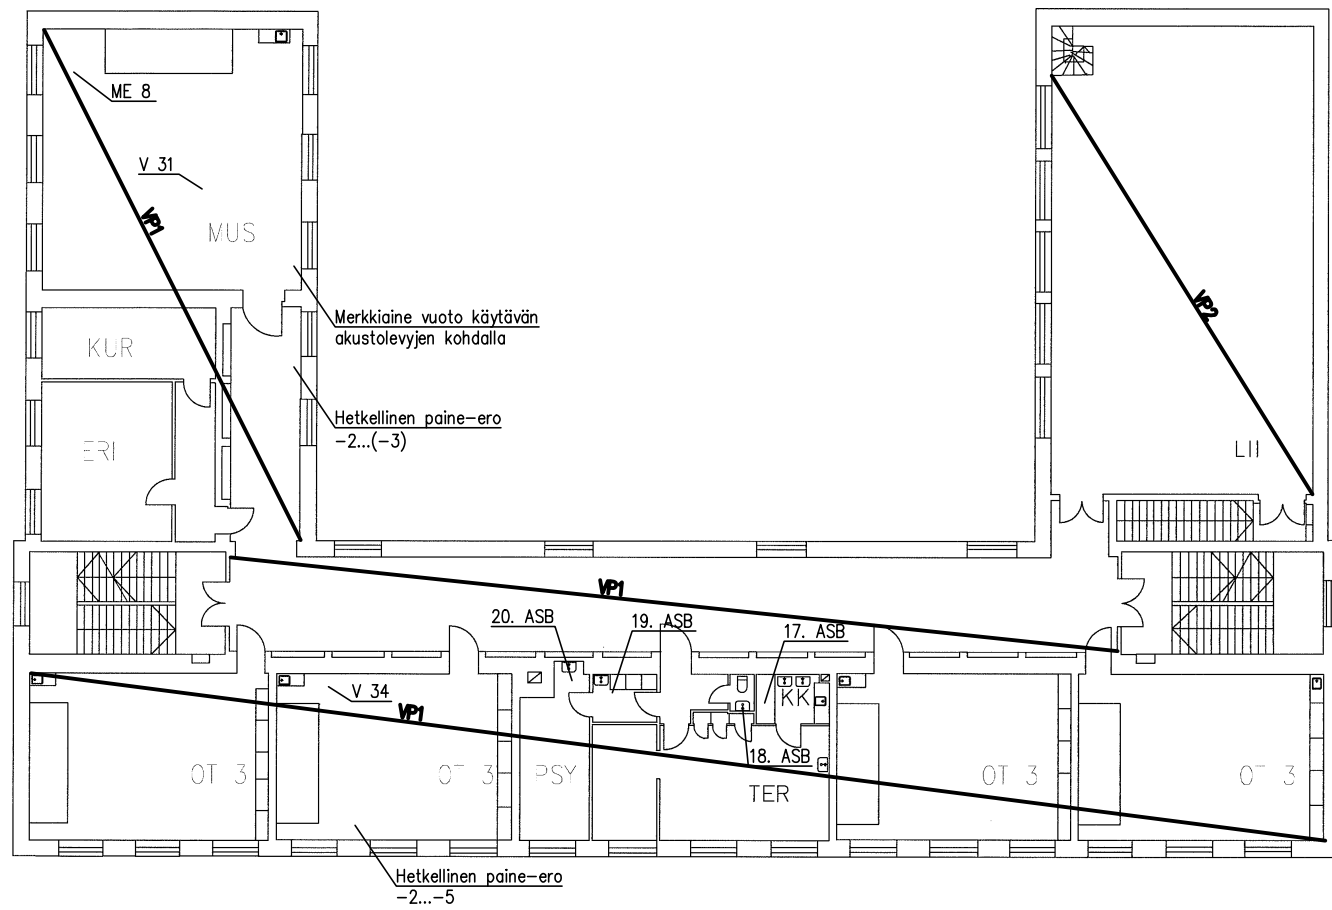 ME 8
V 31
VP1
MUS
VP2
Merkkiaine vuoto käytävän
akustolevyjen kohdalla
KUR
Hetkellinen paine-ero
-2...(-3)
ERI
LII
VP1
20. ASB
19. ASB
17. ASB
V 34
VP1
KK
18. ASB
OT 3
OT 3
PSY
TER
OT 3
OT 3
Hetkellinen paine-ero
-2...-5